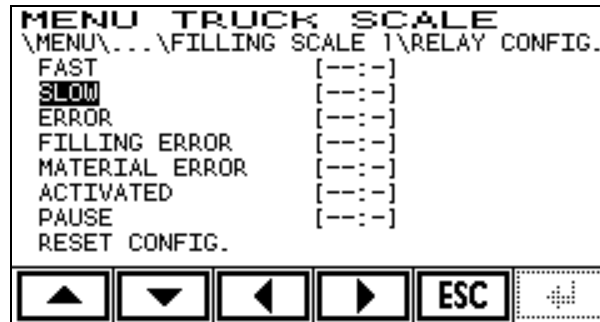 MENU TRUCK SCALE
\MENU\...\FILLING SCALE 1\RELAY CONFIG.
FAST [--:-]
SLOW [--:-]
ERROR [--:-]
FILLING ERROR [--:-]
MATERIAL ERROR [--:-]
ACTIVATED [--:-]
PAUSE [--:-]
RESET CONFIG.
ESC